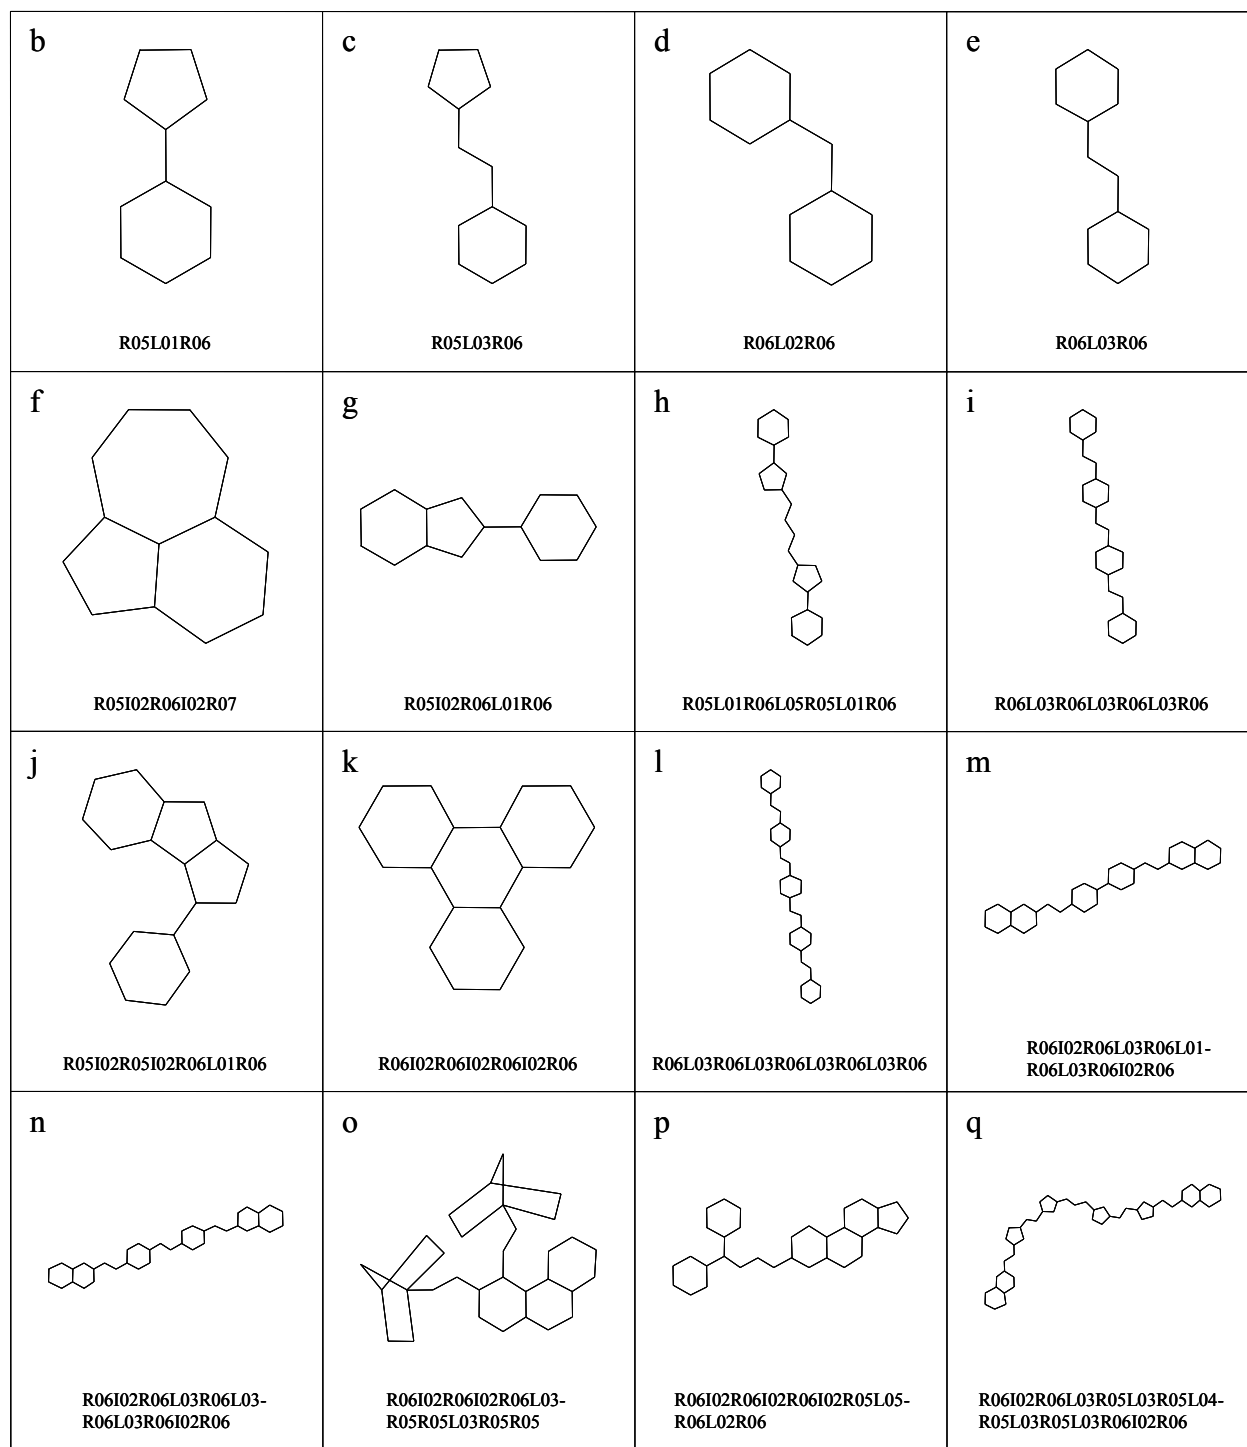 b
c
d
e
R05L01R06
R05L03R06
R06L02R06
R06L03R06
f
g
h
i
R05I02R06I02R07
R05I02R06L01R06
R05L01R06L05R05L01R06
R06L03R06L03R06L03R06
j
k
l
m
R05I02R05I02R06L01R06
R06I02R06I02R06I02R06
R06L03R06L03R06L03R06L03R06
R06I02R06L03R06L01-
R06L03R06I02R06
n
o
p
q
R06I02R06L03R06L03-
R06L03R06I02R06
R06I02R06I02R06L03-
R05R05L03R05R05
R06I02R06I02R06I02R05L05-
R06L02R06
R06I02R06L03R05L03R05L04-
R05L03R05L03R06I02R06